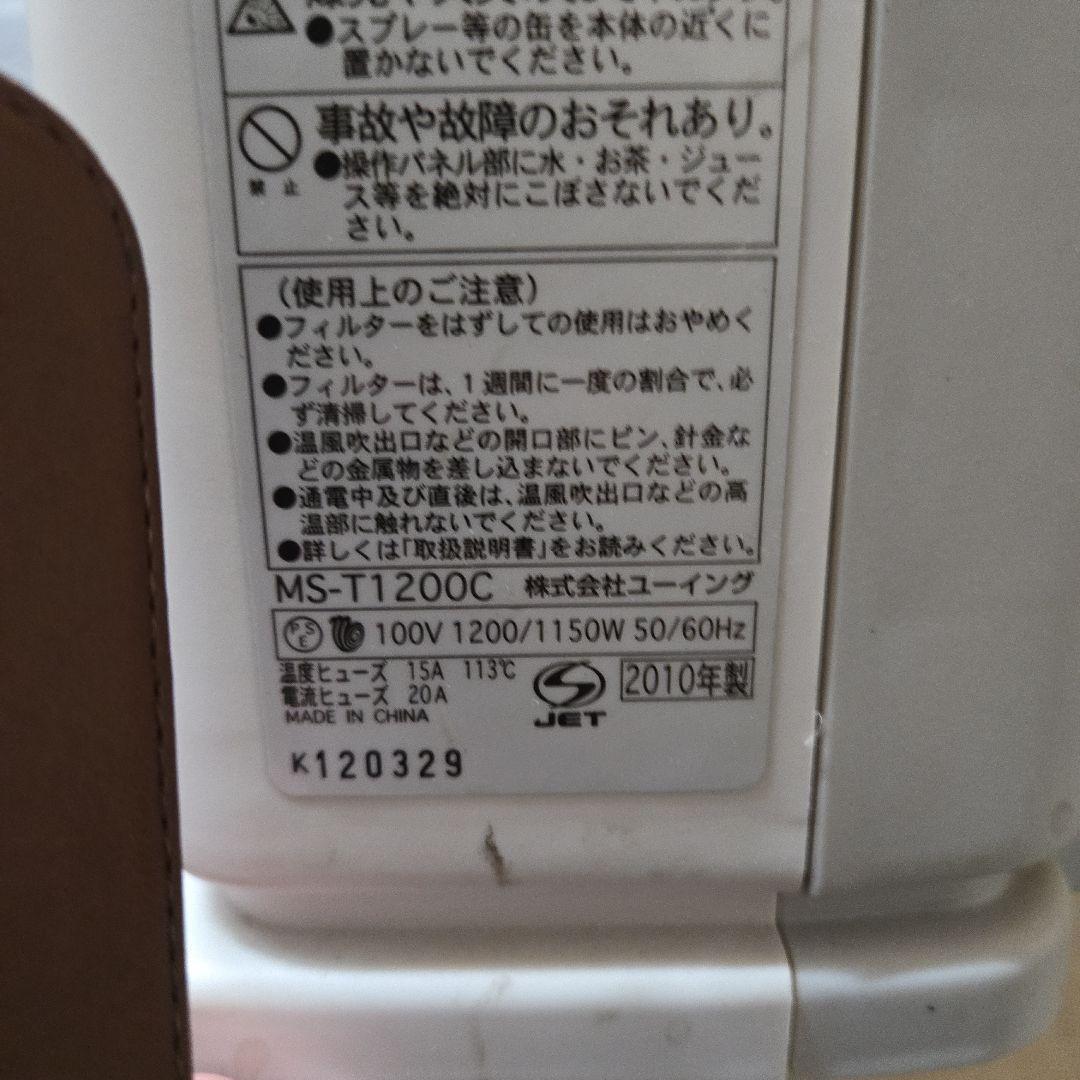 ●スプレー等の缶を本体の近くに
置かないでください。
禁止
事故や故障のおそれあり。
●操作パネル部に水・お茶・ジュー
ス等を絶対にこぼさないでくだ
さい。
(使用上のご注意)
●フィルターをはずしての使用はおやめく
ださい。
●フィルターは、1週間に一度の割合で、必
ず清掃してください。
●温風吹出口などの開口部にピン、針金な
どの金属物を差し込まないでください。
●通電中及び直後は、温風吹出口などの高
温部に触れないでください。
●詳しくは「取扱説明書」をお読みください。
MS-T1200C 株式会社ユーイング
PSE 100V 1200/1150W 50/60Hz
温度ヒューズ 15A 113℃
電流ヒューズ 20A
MADE IN CHINA
JET
2010年製
K120329